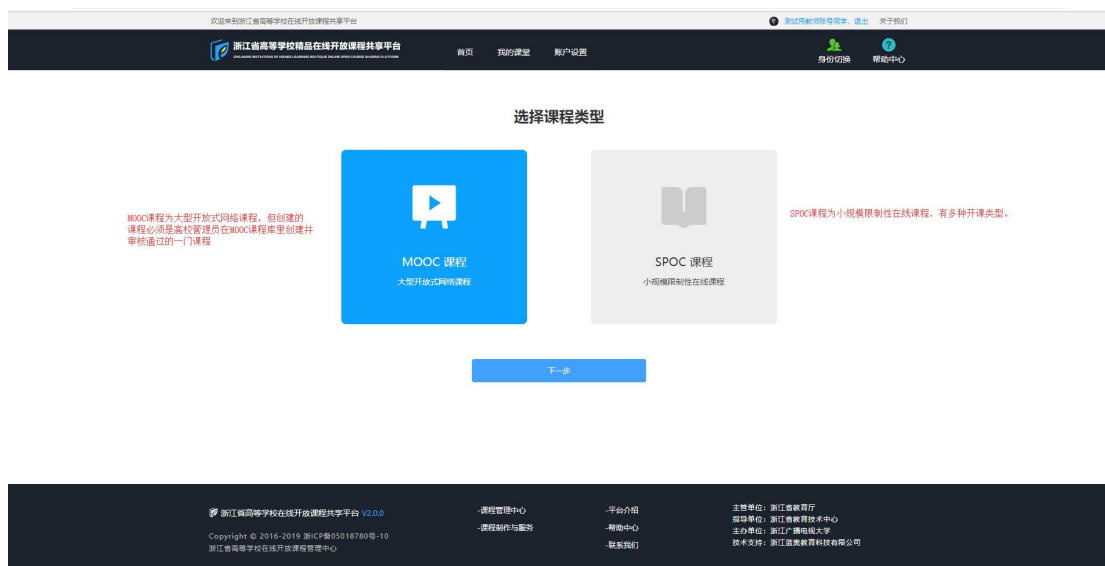 欢迎来到浙江省高等学校在线开放课程共享平台
测试用教师账号同学，退出 关于我们
浙江省高等学校精品在线开放课程共享平台
首页 我的课堂 账户设置
身份切换 帮助中心
选择课程类型
MOOC课程为大型开放式网络课程，但创建的
课程必须是高校管理员在MOOC课程库里创建并
审核通过的一门课程
MOOC 课程
大型开放式网络课程
SPOC 课程
小规模限制性在线课程
SPOC课程为小规模限制性在线课程，有多种开课类型。
下一步
浙江省高等学校在线开放课程共享平台 V2.0.0
Copyright © 2016-2019 浙ICP备05018780号-10
浙江省高等学校在线开放课程管理中心
-课程管理中心
-课程制作与服务
-平台介绍
-帮助中心
-联系我们
主管单位：浙江省教育厅
指导单位：浙江省教育技术中心
主办单位：浙江广播电视大学
技术支持：浙江蓝奥教育科技有限公司